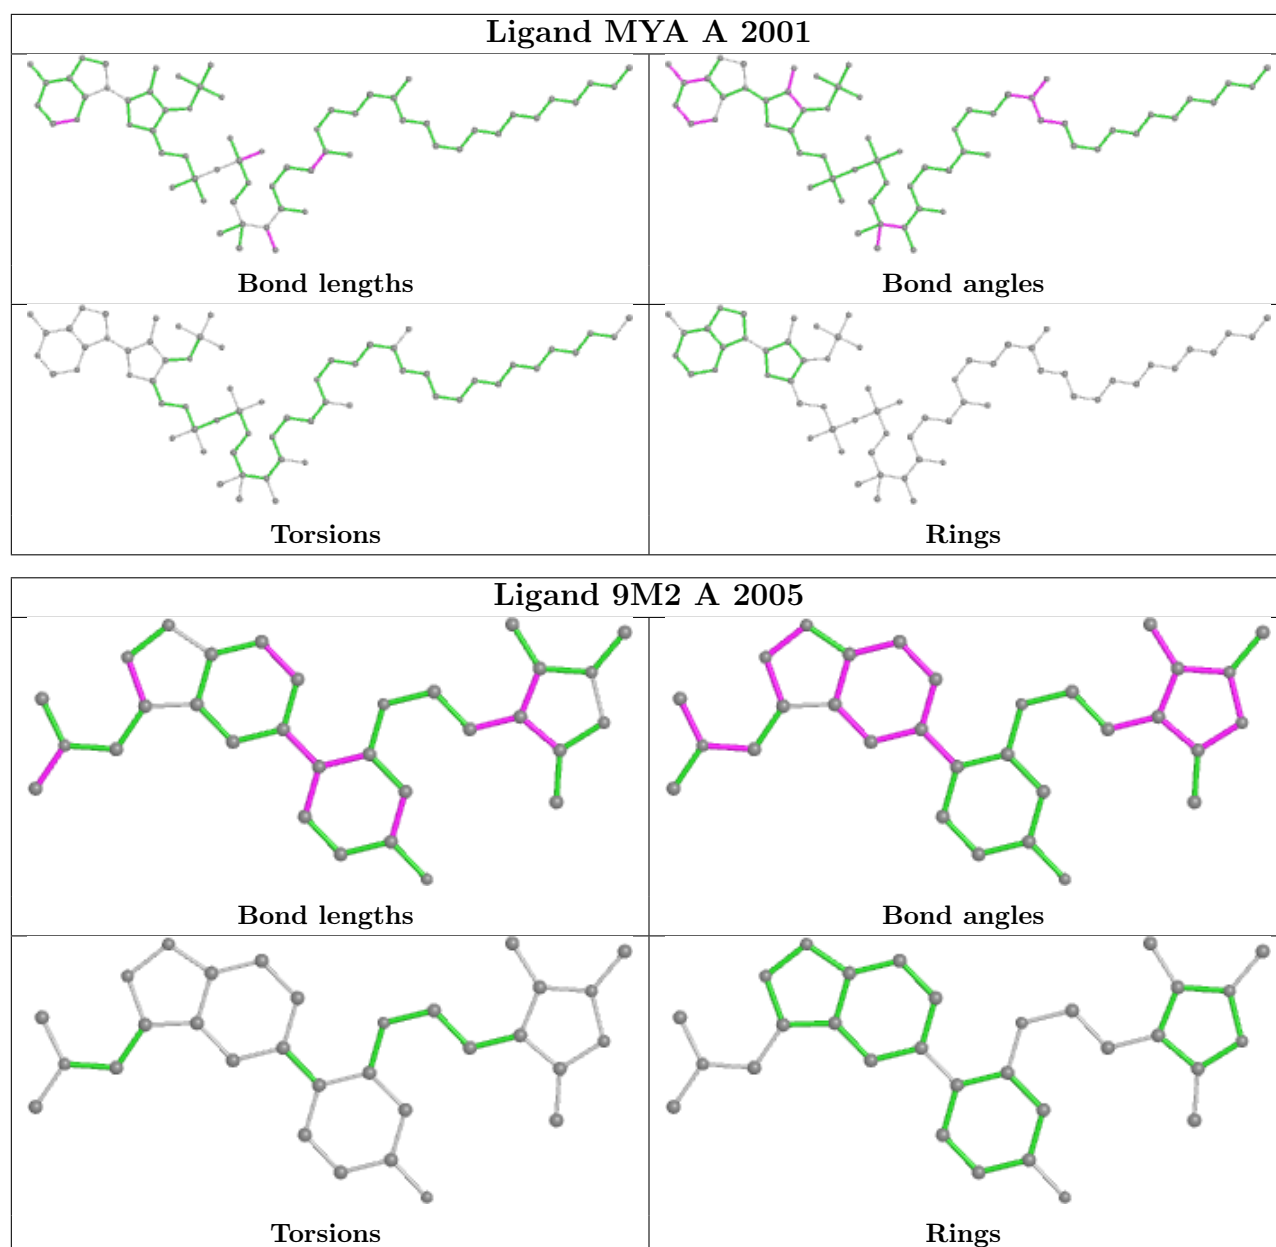 Ligand MYA A 2001
Bond lengths
Bond angles
Torsions
Rings
Ligand 9M2 A 2005
Bond lengths
Bond angles
Torsions
Rings